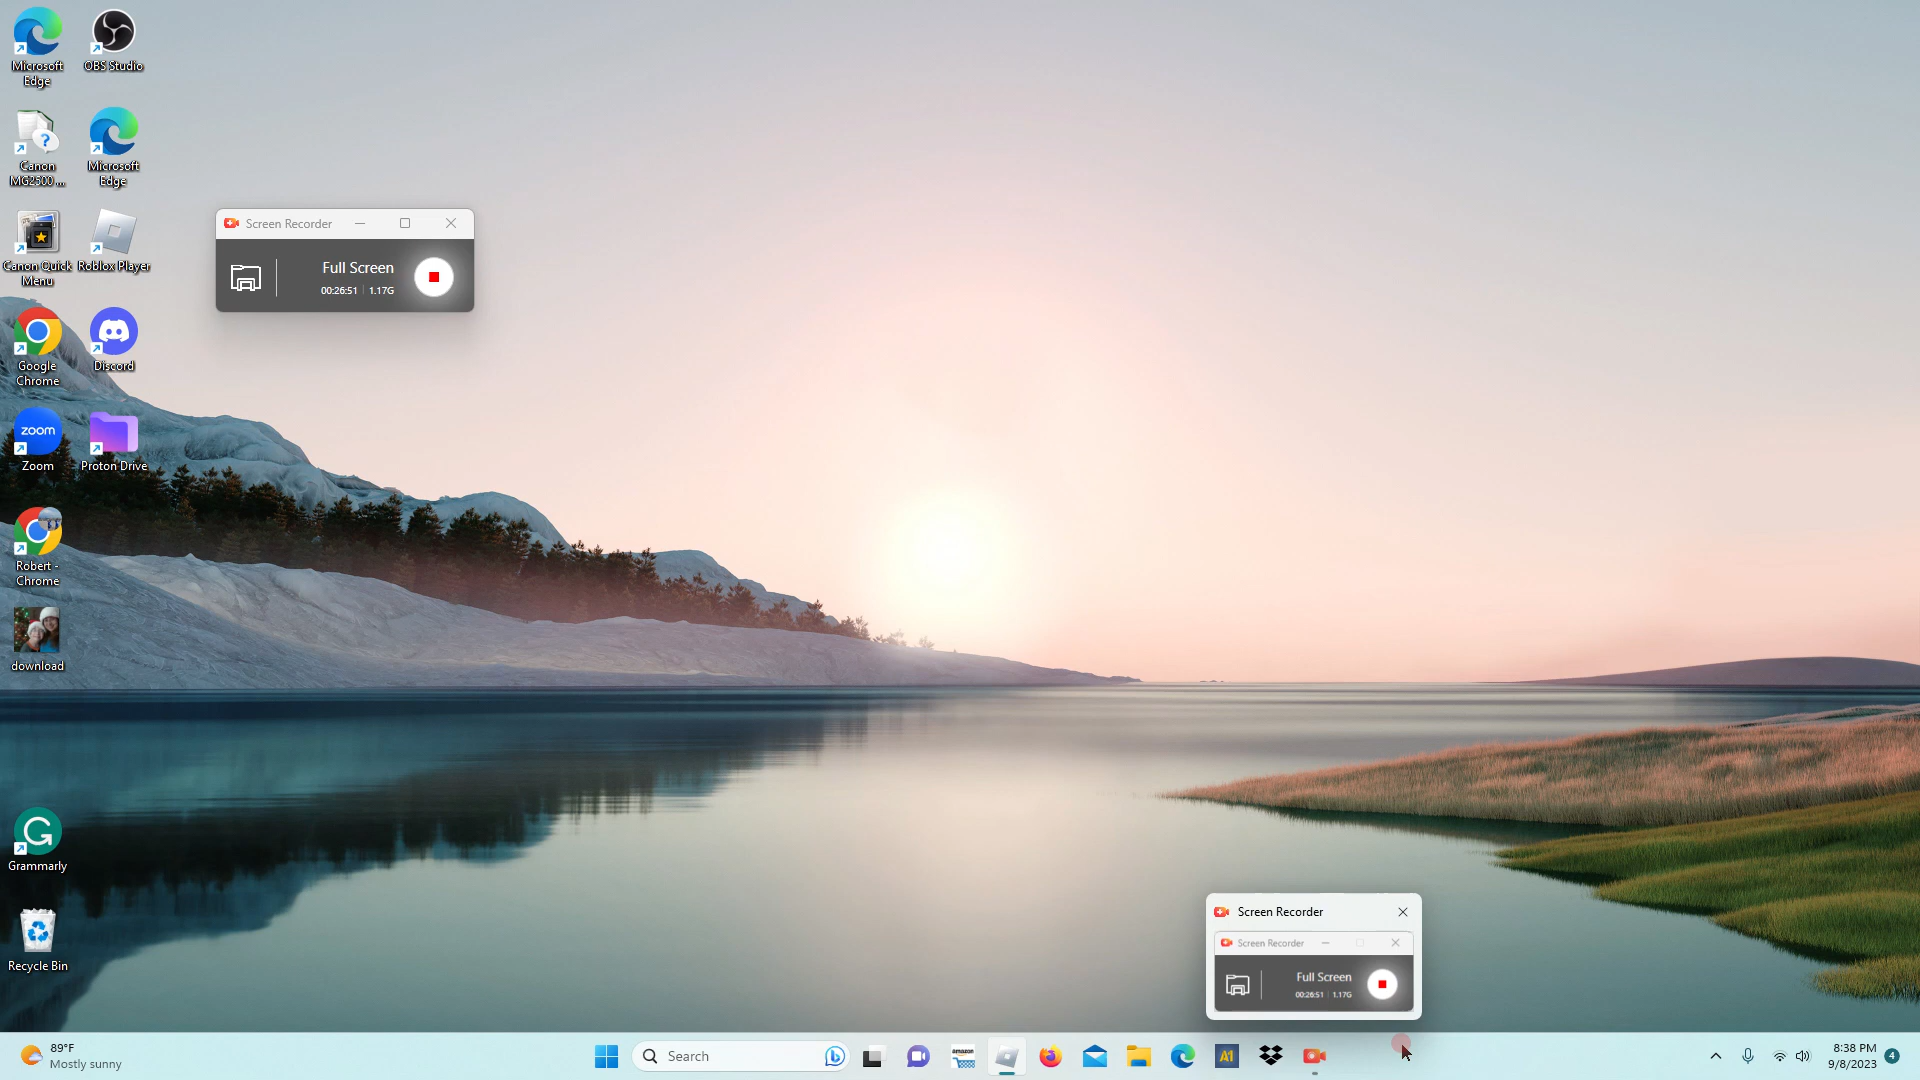 Microsoft
Edge
OBS Studio
Canon
MG2500 ...
Microsoft
Edge
Canon Quick
Menu
Roblox Player
Google
Chrome
Discord
zoom
Zoom
Proton Drive
Robert -
Chrome
download
Grammarly
Recycle Bin
Screen Recorder
Full Screen
00:26:51 1.17G
Screen Recorder
Screen Recorder
Full Screen
00:26:51 1.17G
89°F
Mostly sunny
Search
amazon
A1
8:38 PM
9/8/2023
4